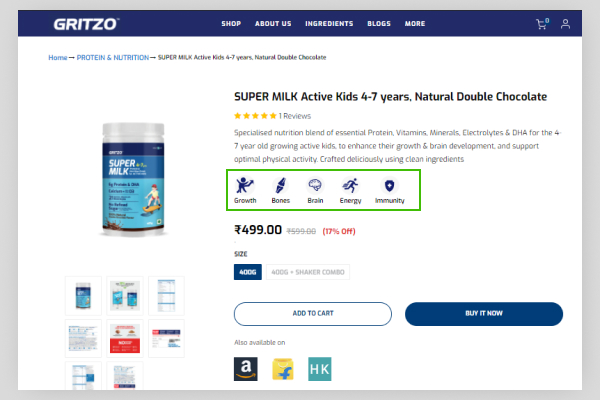 GRITZO
SHOP ABOUT US INGREDIENTS BLOGS MORE
0
Home → PROTEIN & NUTRITION → SUPER MILK Active Kids 4-7 years, Natural Double Chocolate
SUPER MILK Active Kids 4-7 years, Natural Double Chocolate
1 Reviews
Specialised nutrition blend of essential Protein, Vitamins, Minerals, Electrolytes & DHA for the 4-
7 year old growing active kids, to enhance their growth & brain development, and support
optimal physical activity. Crafted deliciously using clean ingredients
GRITZO
SUPER
MILK
Growth Bones Brain Energy Immunity
₹499.00 ₹599.00 (17% Off)
SIZE
400G 400G + SHAKER COMBO
ADD TO CART BUY IT NOW
Also available on
a
HK